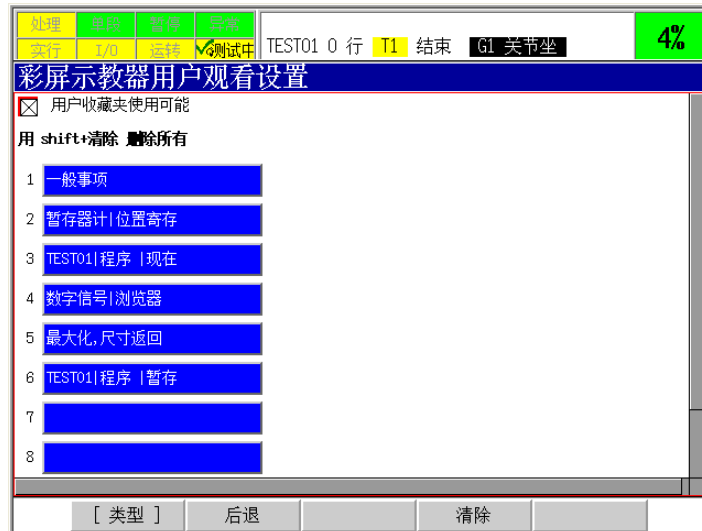 处理 单段 暂停 异常
实行 I/O 运转 测试中
TEST01 0 行 T1 结束 G1 关节坐
4%
彩屏示教器用户观看设置
用户收藏夹使用可能
用 shift+清除 删除所有
1 一般事项
2 暂存器计|位置寄存
3 TEST01|程序 |现在
4 数字信号|浏览器
5 最大化,尺寸返回
6 TEST01|程序 |暂存
7
8
[ 类型 ] 后退 清除